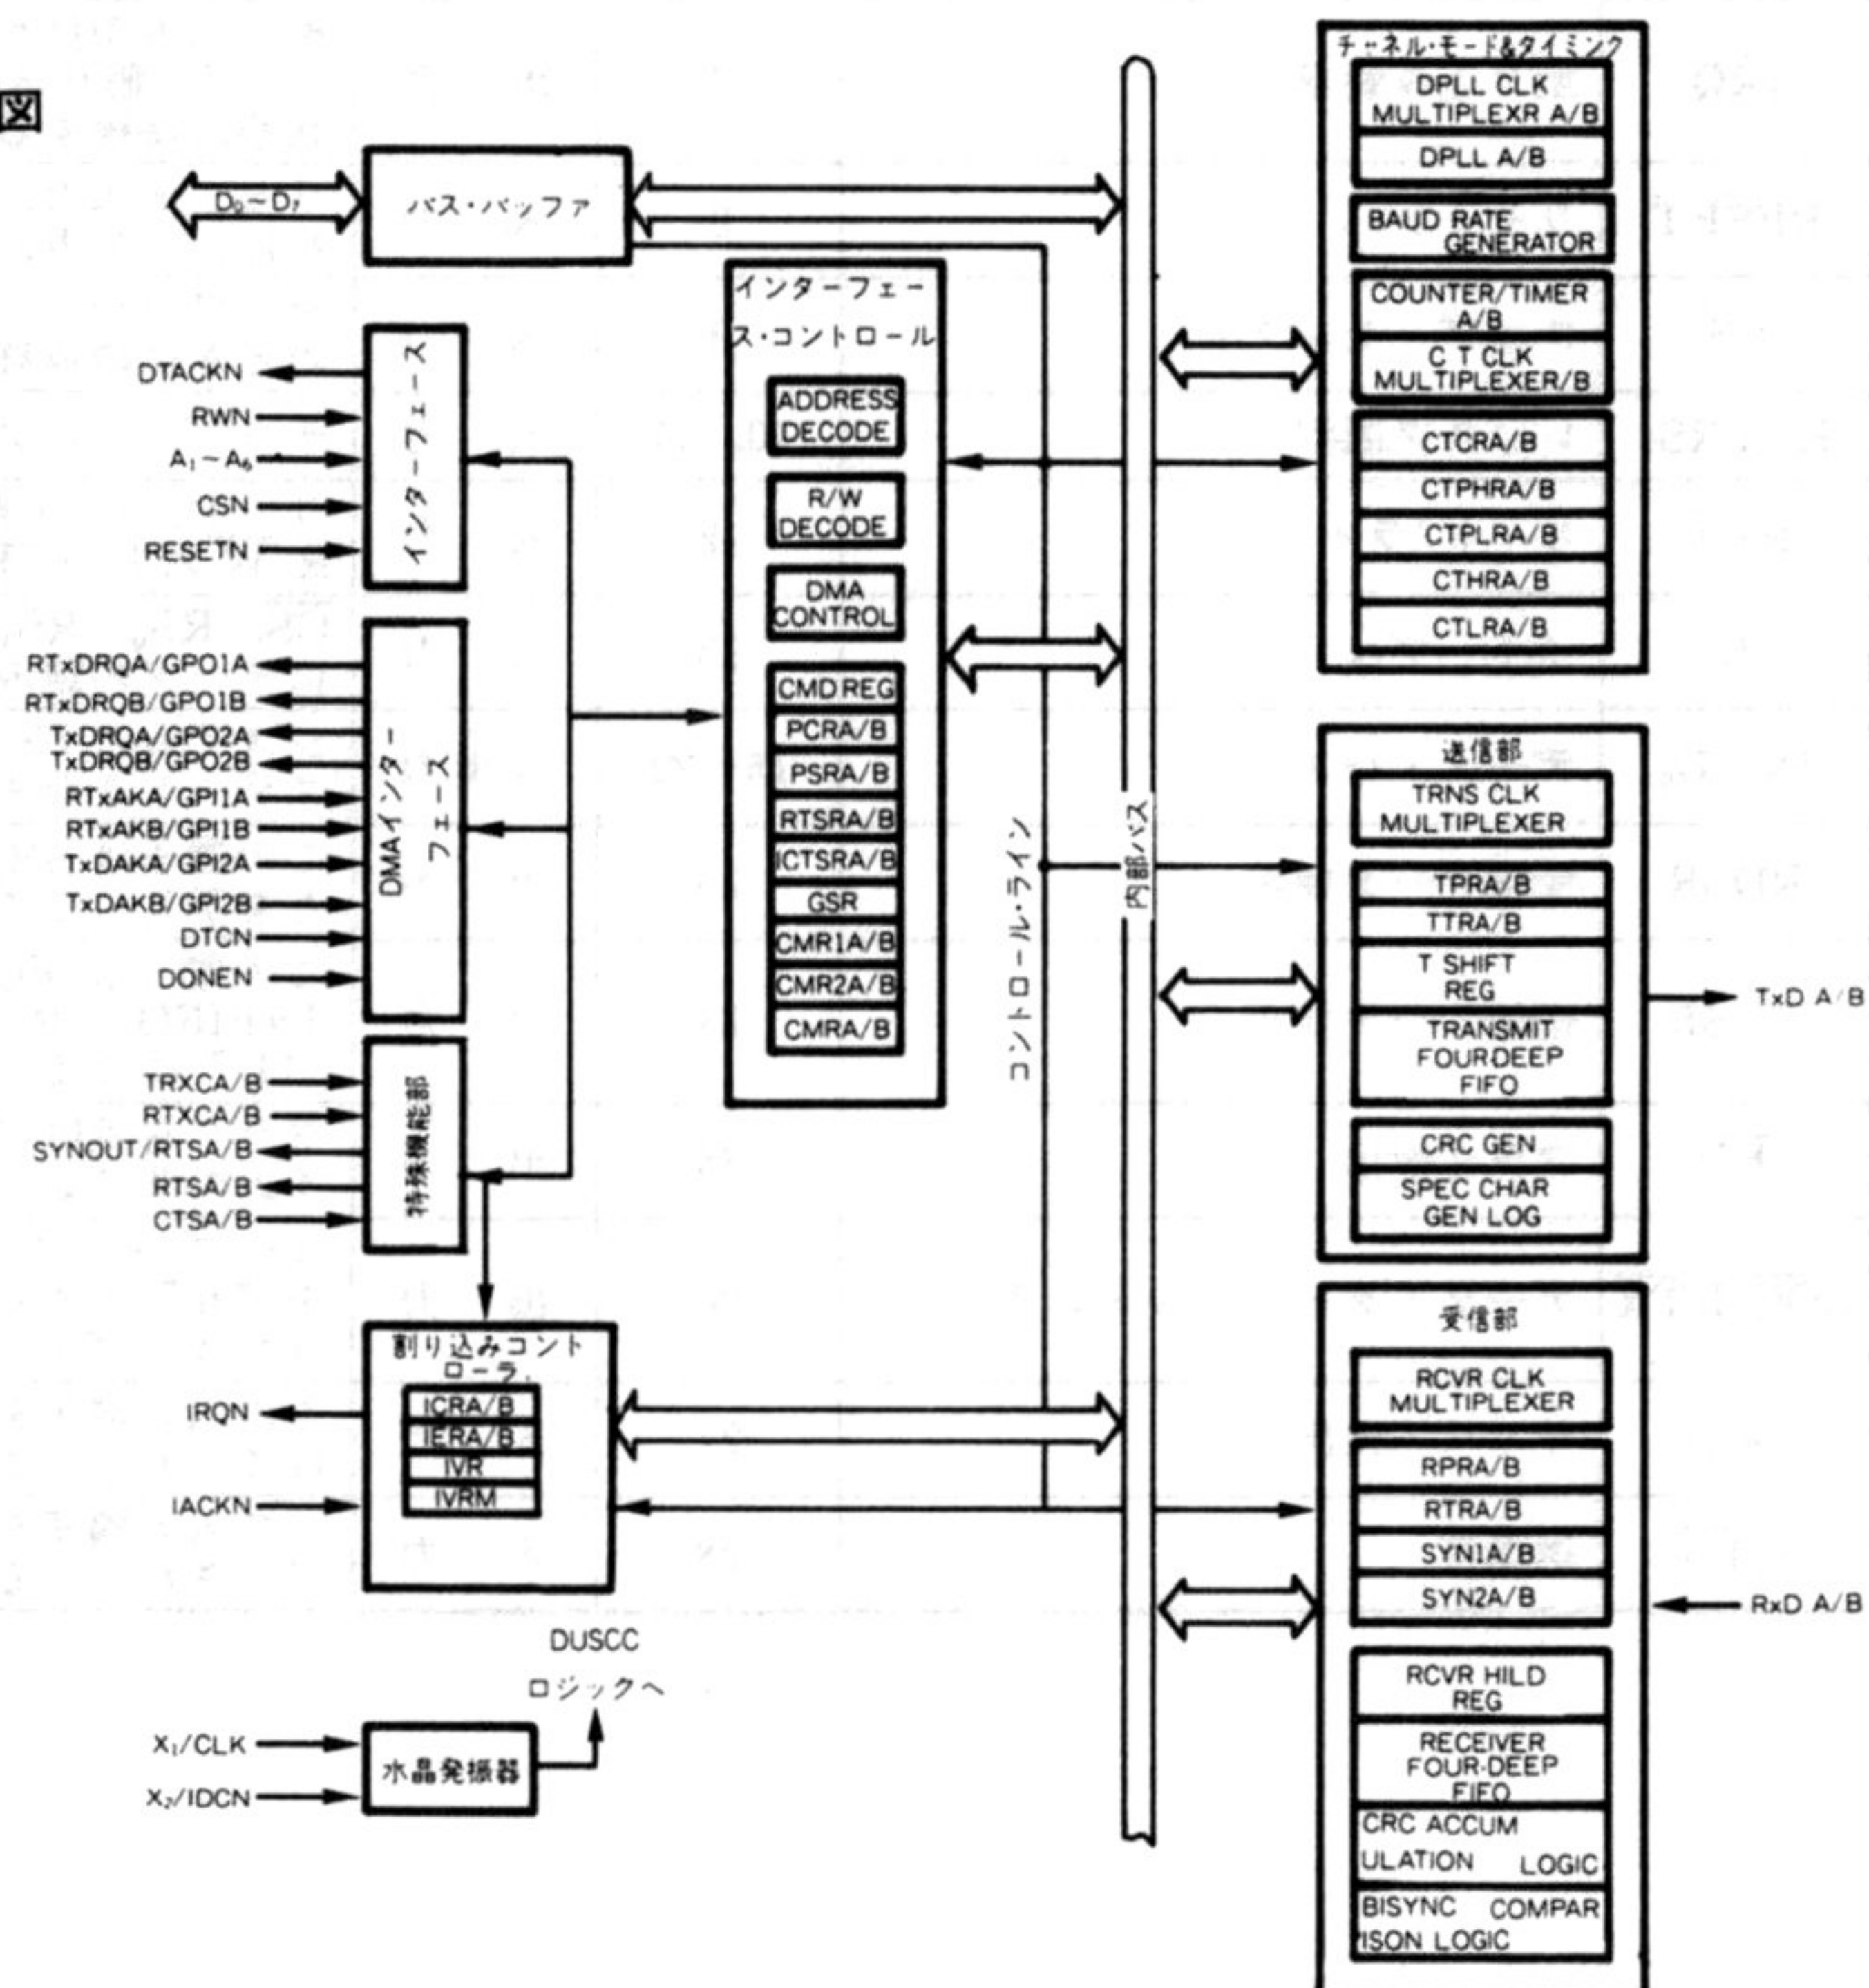 図
D₀~D₇
バス・バッファ
DTACKN
RWN
A₁~A₆
CSN
RESETN
インターフェース
RTxDRQA/GPO1A
RTxDRQB/GPO1B
TxDRQA/GPO2A
TxDRQB/GPO2B
RTxAKA/GPI1A
RTxAKB/GPI1B
TxDAKA/GPI2A
TxDAKB/GPI2B
DTCN
DONEN
DMAインター
フェース
TRXCA/B
RTXCA/B
SYNOUT/RTSA/B
RTSA/B
CTSA/B
特殊機能部
IRQN
IACKN
割り込みコント
ローラ
ICRA/B
IERA/B
IVR
IVRM
DUSCC
ロジックへ
X₁/CLK
X₂/IDCN
水晶発振器
インターフェー
ス・コントロール
ADDRESS
DECODE
R/W
DECODE
DMA
CONTROL
CMD REG
PCRA/B
PSRA/B
RTSRA/B
ICTSRA/B
GSR
CMR1A/B
CMR2A/B
CMRA/B
コントロール・ライン
内部バス
チャネル・モード&タイミング
DPLL CLK
MULTIPLEXR A/B
DPLL A/B
BAUD RATE
GENERATOR
COUNTER/TIMER
A/B
C T CLK
MULTIPLEXER/B
CTCRA/B
CTPHRA/B
CTPLRA/B
CTHRA/B
CTLRA/B
送信部
TRNS CLK
MULTIPLEXER
TPRA/B
TTRA/B
T SHIFT
REG
TRANSMIT
FOUR-DEEP
FIFO
CRC GEN
SPEC CHAR
GEN LOG
TxD A/B
受信部
RCVR CLK
MULTIPLEXER
RPRA/B
RTRA/B
SYN1A/B
SYN2A/B
RCVR HILD
REG
RECEIVER
FOUR-DEEP
FIFO
CRC ACCUM
ULATION LOGIC
BISYNC COMPAR
ISON LOGIC
RxD A/B